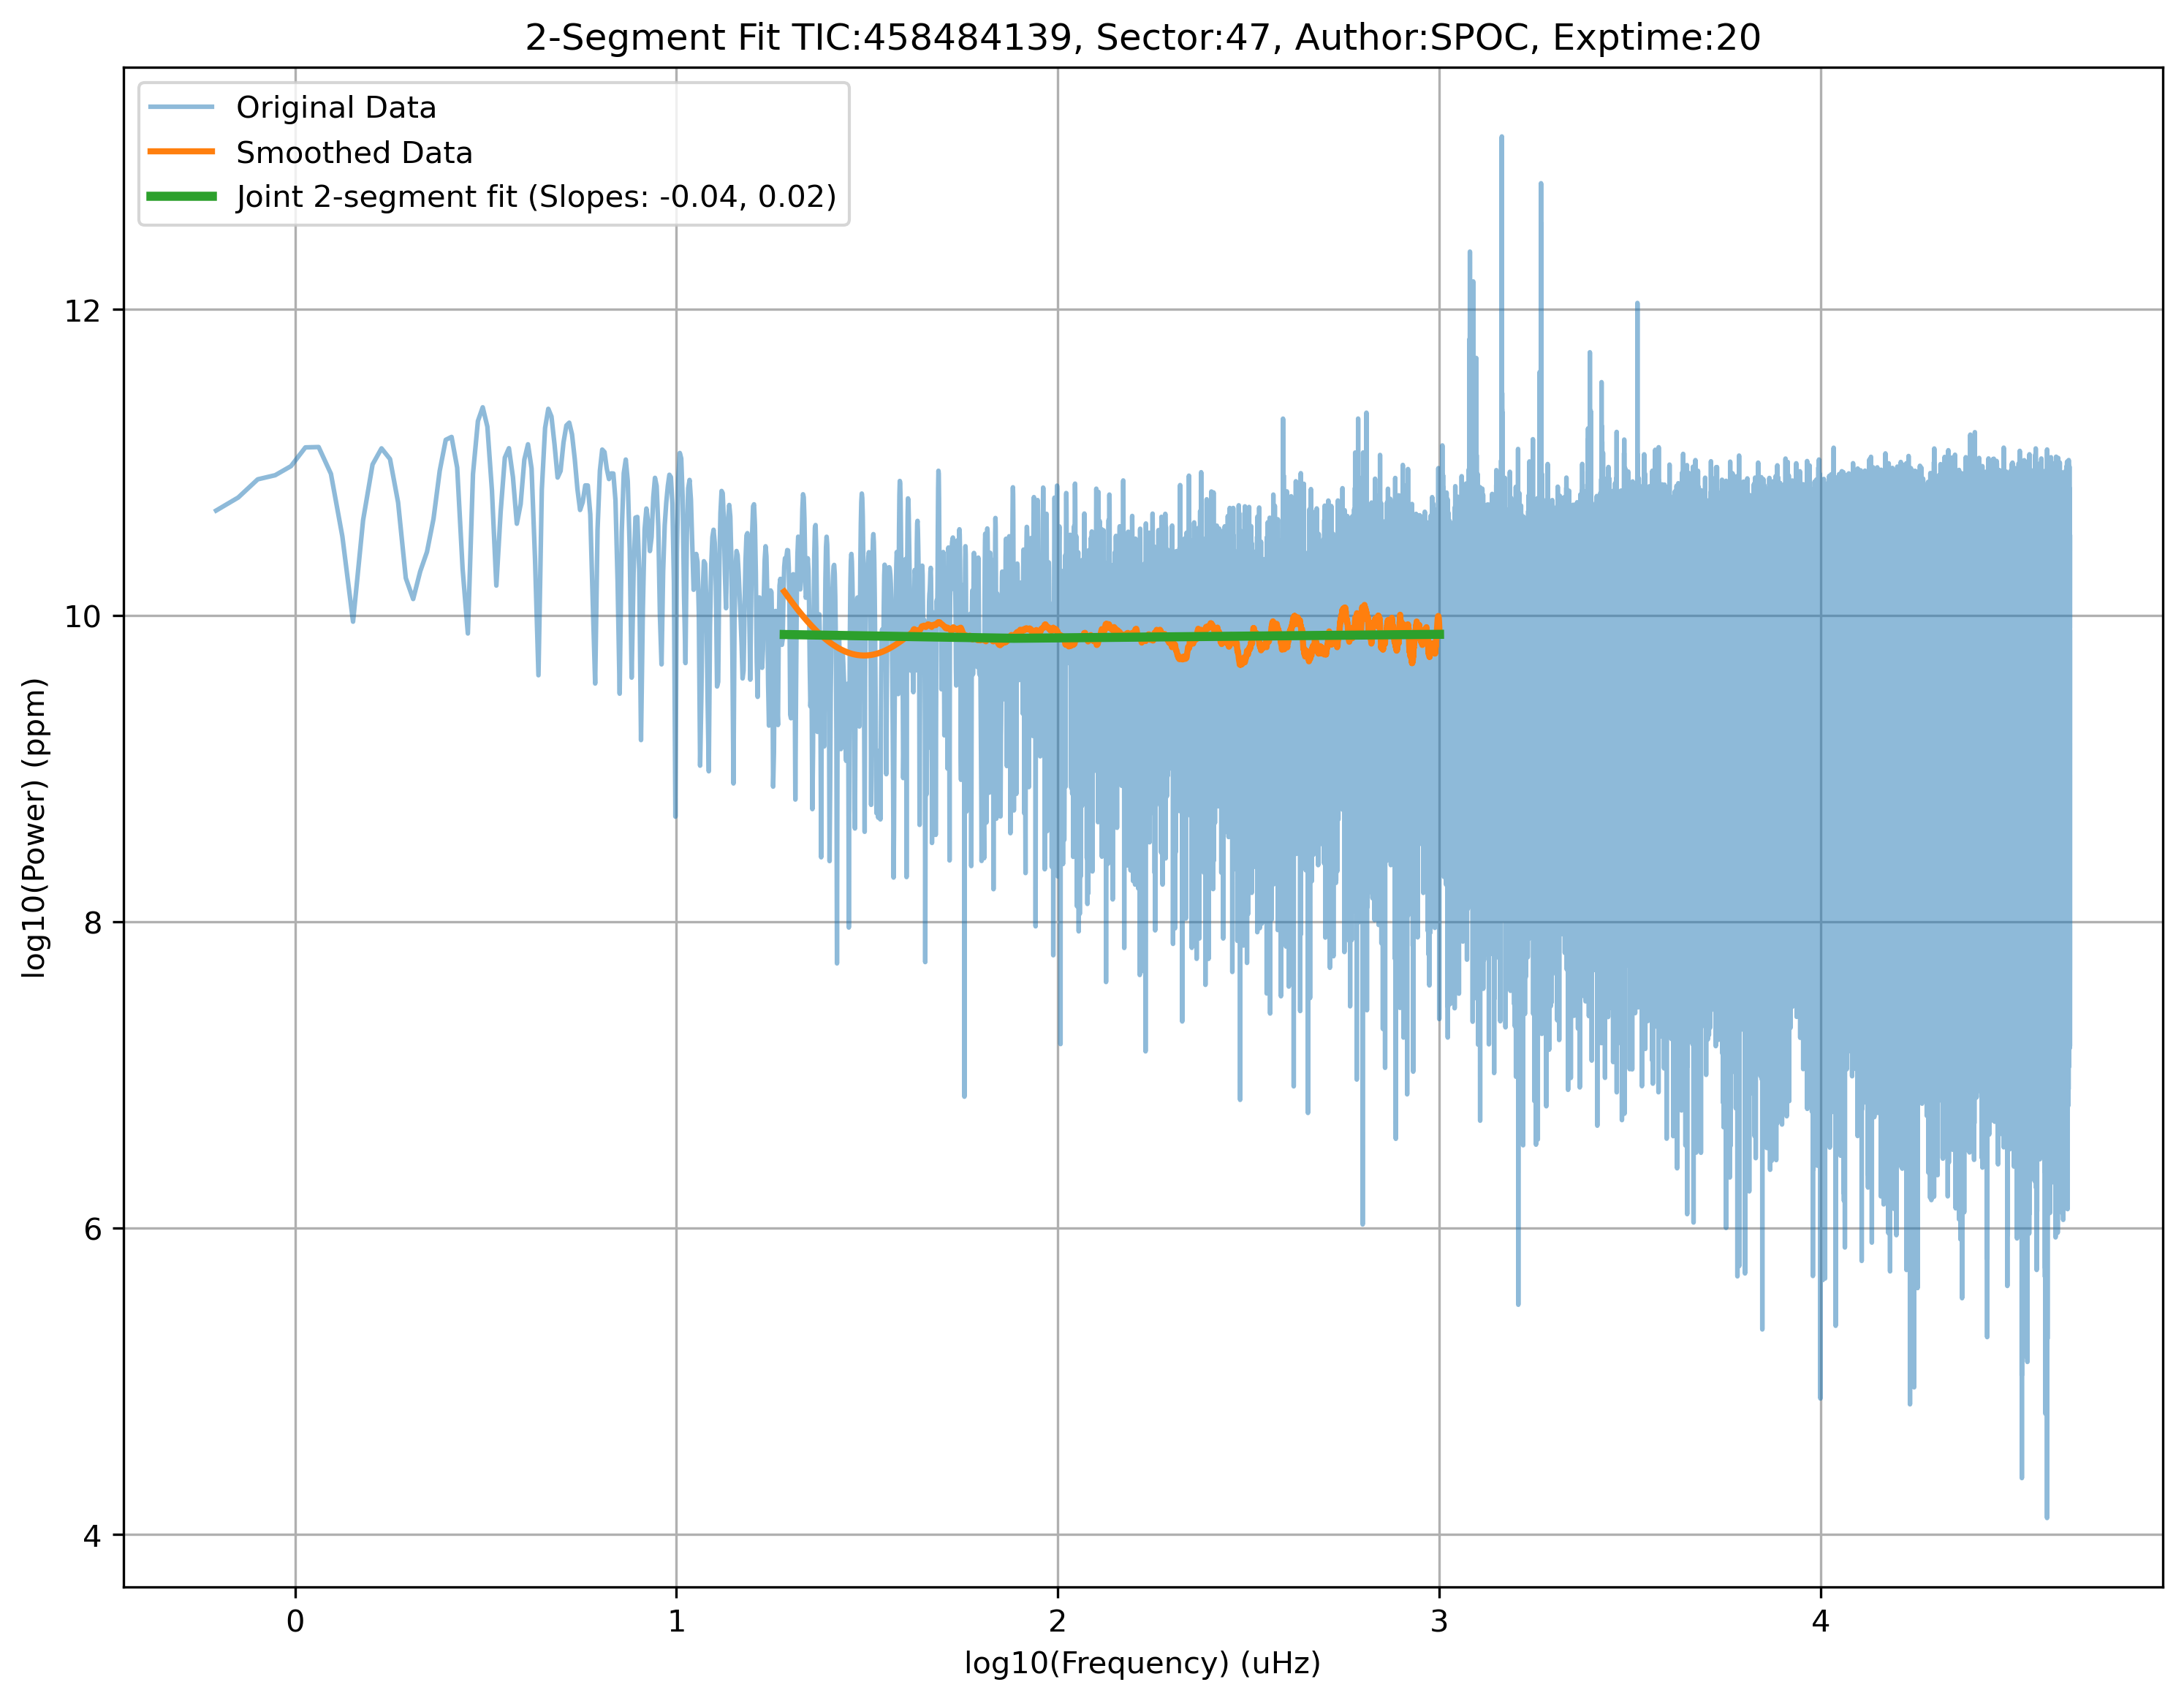 2-Segment Fit TIC:458484139, Sector:47, Author:SPOC, Exptime:20
Original Data
Smoothed Data
Joint 2-segment fit (Slopes: -0.04, 0.02)
12
10
8
6
4
log10(Power) (ppm)
0 1 2 3 4
log10(Frequency) (uHz)